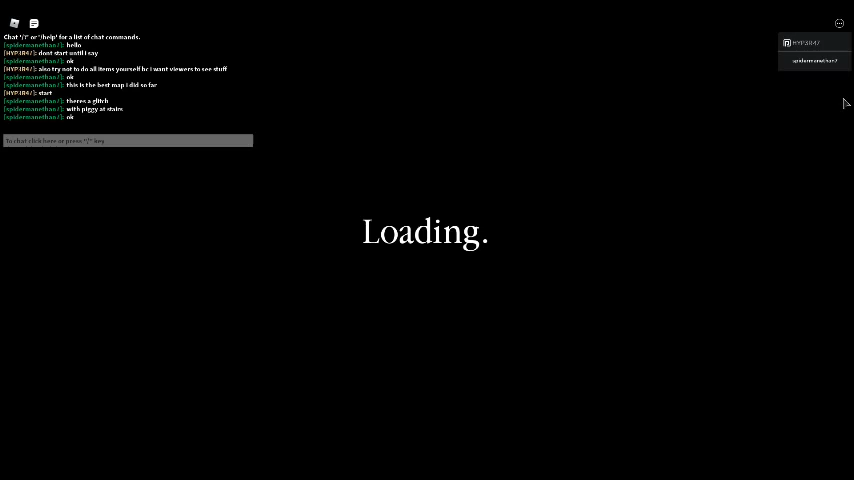 Chat '/?' or '/help' for a list of chat commands.
[spidermanethan7]: hello
[HYP3R47]: dont start until i say
[spidermanethan7]: ok
[HYP3R47]: also try not to do all items yourself bc i want viewers to see stuff
[spidermanethan7]: ok
[spidermanethan7]: this is the best map i did so far
[HYP3R47]: start
[spidermanethan7]: theres a glitch
[spidermanethan7]: with piggy at stairs
[spidermanethan7]: ok
To chat click here or press "/" key
HYP3R47
spidermanethan7
Loading.